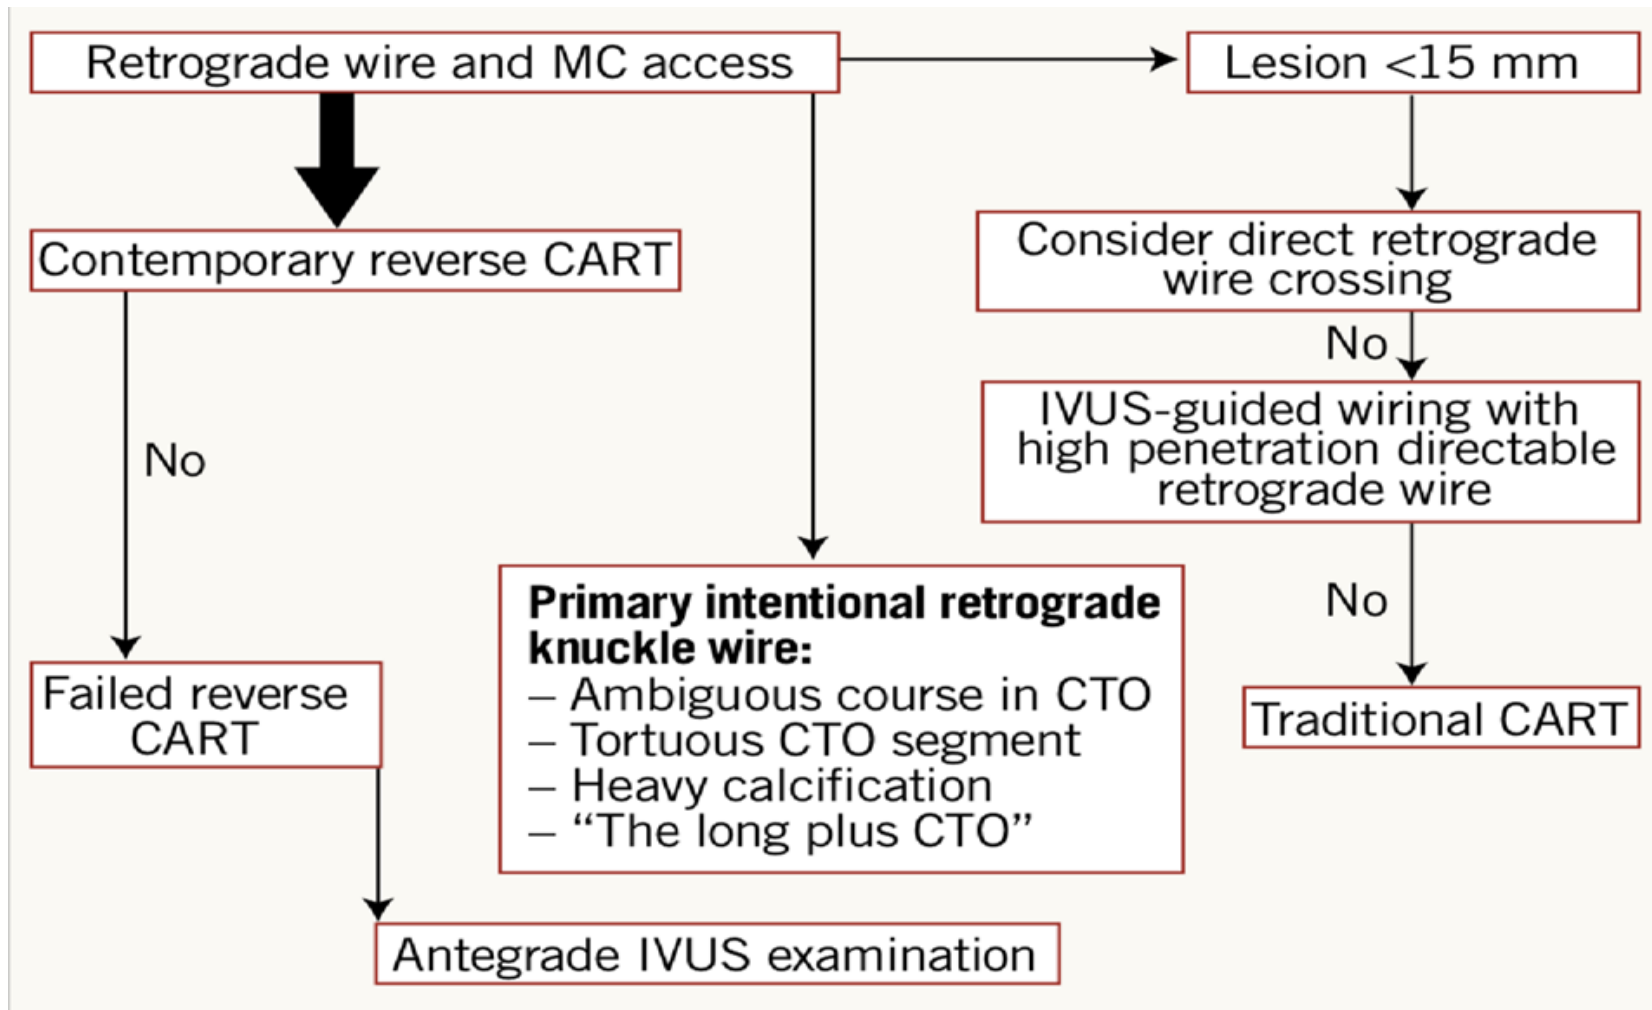 Retrograde wire and MC access
Lesion <15 mm
Contemporary reverse CART
Consider direct retrograde
wire crossing
No
IVUS-guided wiring with
high penetration directable
retrograde wire
No
No
Primary intentional retrograde
knuckle wire:
– Ambiguous course in CTO
– Tortuous CTO segment
– Heavy calcification
– “The long plus CTO”
Failed reverse
CART
Traditional CART
Antegrade IVUS examination